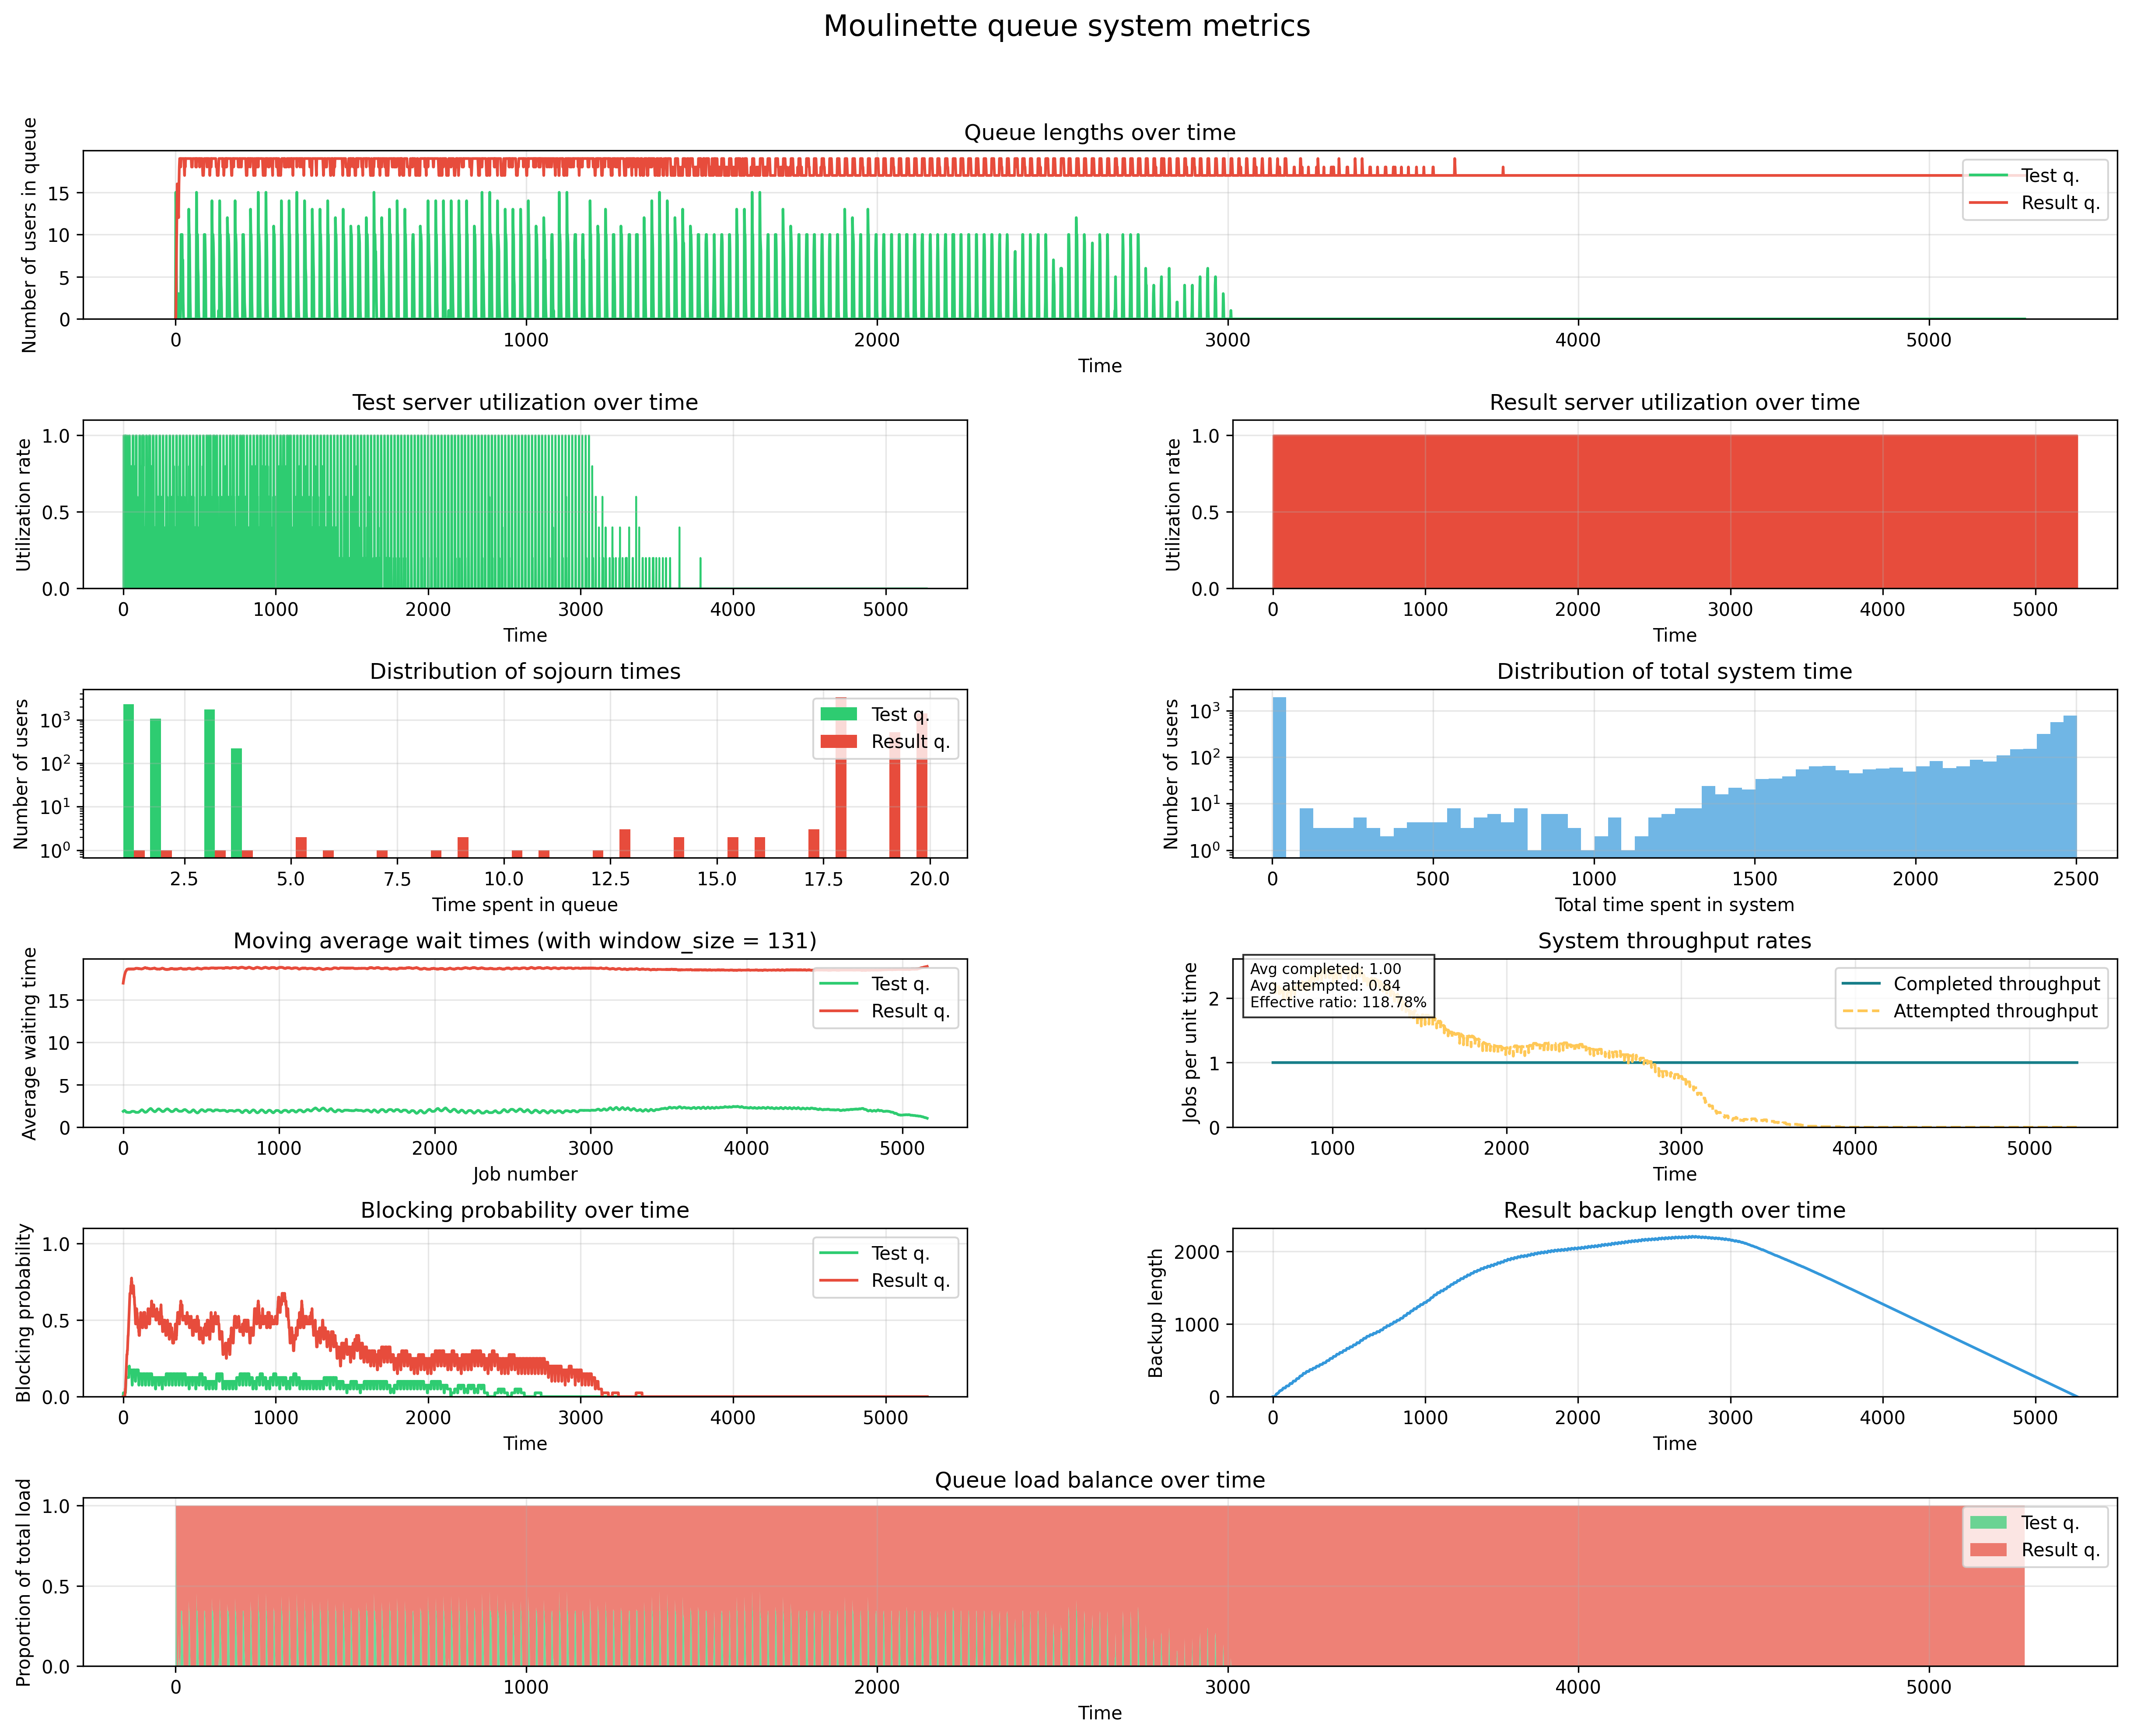 Moulinette queue system metrics
Queue lengths over time
Number of users in queue
15
10
5
0
Test q.
Result q.
0 1000 2000 3000 4000 5000
Time
Test server utilization over time
Utilization rate
1.0
0.5
0.0
0 1000 2000 3000 4000 5000
Time
Result server utilization over time
Utilization rate
1.0
0.5
0.0
0 1000 2000 3000 4000 5000
Time
Distribution of sojourn times
Number of users
10³
10²
10¹
10⁰
Test q.
Result q.
2.5 5.0 7.5 10.0 12.5 15.0 17.5 20.0
Time spent in queue
Distribution of total system time
Number of users
10³
10²
10¹
10⁰
0 500 1000 1500 2000 2500
Total time spent in system
Moving average wait times (with window_size = 131)
Average waiting time
15
10
5
0
Test q.
Result q.
0 1000 2000 3000 4000 5000
Job number
System throughput rates
Jobs per unit time
2
1
0
Avg completed: 1.00
Avg attempted: 0.84
Effective ratio: 118.78%
Completed throughput
Attempted throughput
1000 2000 3000 4000 5000
Time
Blocking probability over time
Blocking probability
1.0
0.5
0.0
Test q.
Result q.
0 1000 2000 3000 4000 5000
Time
Result backup length over time
Backup length
2000
1000
0
0 1000 2000 3000 4000 5000
Time
Queue load balance over time
Proportion of total load
1.0
0.5
0.0
Test q.
Result q.
0 1000 2000 3000 4000 5000
Time